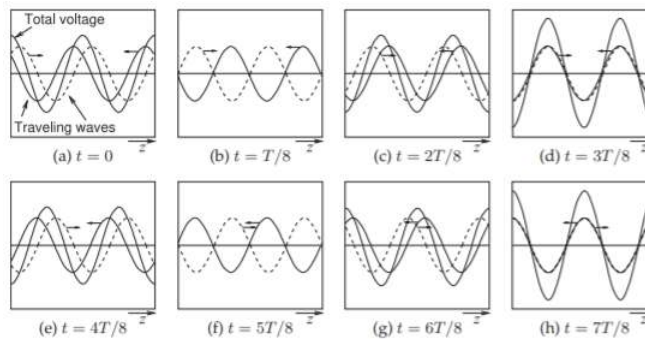 Total voltage
Traveling waves
z
(a) t = 0
z
(b) t = T/8
z
(c) t = 2T/8
z
(d) t = 3T/8
z
(e) t = 4T/8
z
(f) t = 5T/8
z
(g) t = 6T/8
z
(h) t = 7T/8